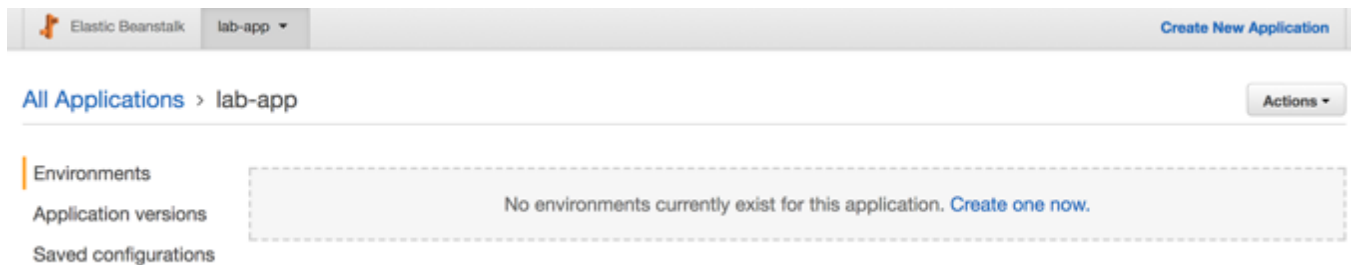 Elastic Beanstalk lab-app Create New Application
All Applications > lab-app Actions
Environments
No environments currently exist for this application. Create one now.
Application versions
Saved configurations